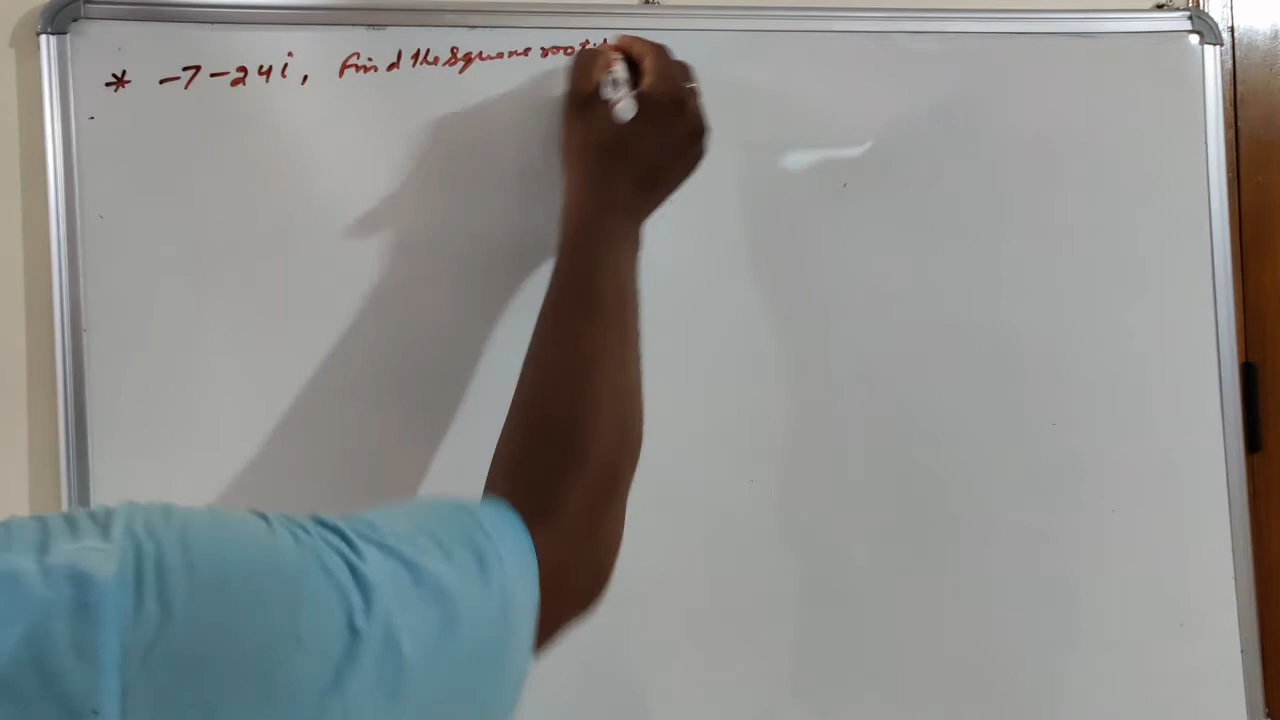 * -7-24i, Find the square root